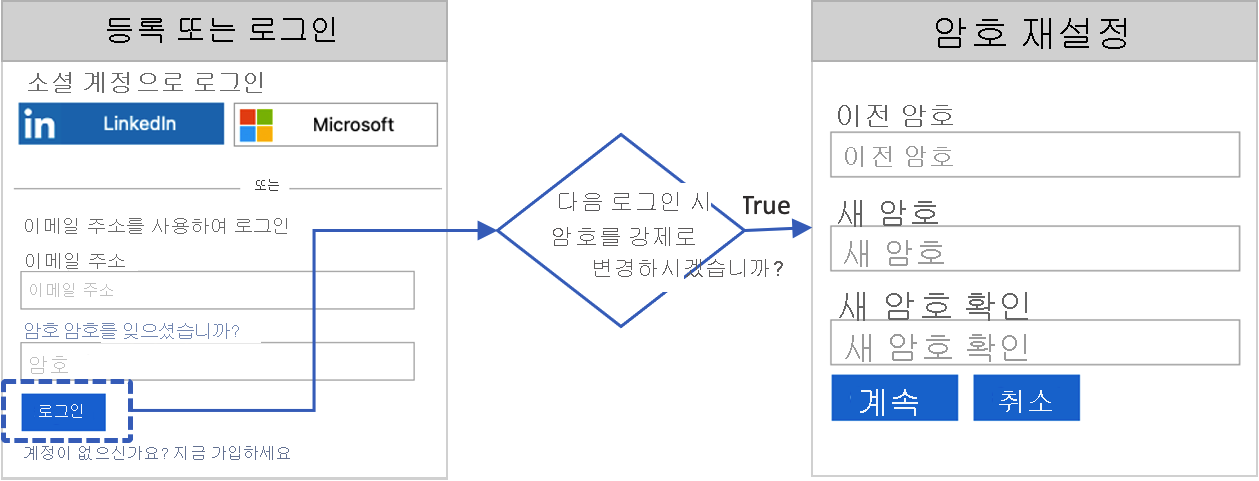 등록 또는 로그인
소셜 계정으로 로그인
in LinkedIn
Microsoft
또는
이메일 주소를 사용하여 로그인
이메일 주소
이메일 주소
암호 암호를 잊으셨습니까?
암호
로그인
계정이 없으신가요? 지금 가입하세요
다음 로그인 시
암호를 강제로
변경하시겠습니까?
True
암호 재설정
이전 암호
이전 암호
새 암호
새 암호
새 암호 확인
새 암호 확인
계속
취소